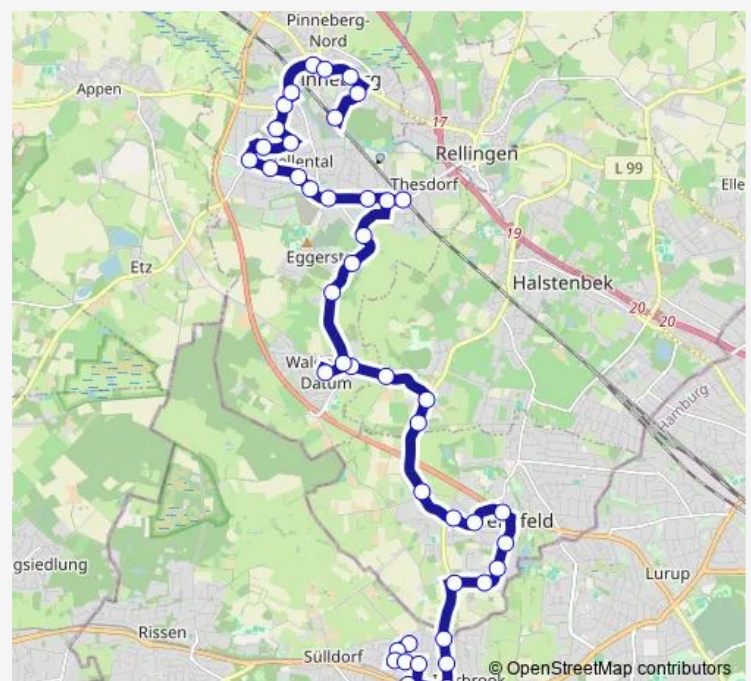 Pinneberg-
Nord
Appen
17
Rellingen
L 99
Thesdorf
19
Etz
Halstenbek
20
20
Datum
Hamburg
Lurup
Rissen
Sülldorf
© OpenStreetMap contributors